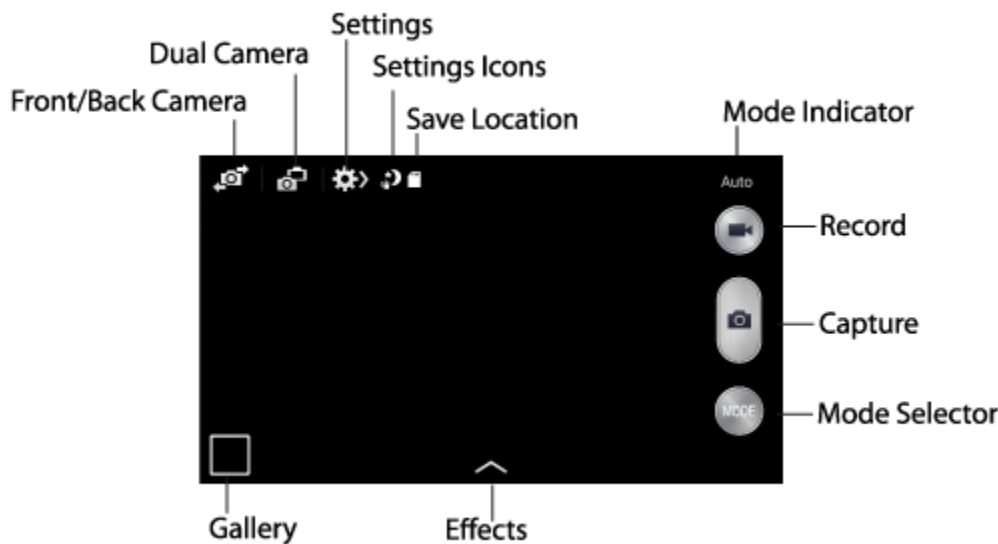 Settings
Dual Camera
Settings Icons
Front/Back Camera
Save Location
Mode Indicator
Auto
Record
Capture
MODE
Mode Selector
Gallery
Effects